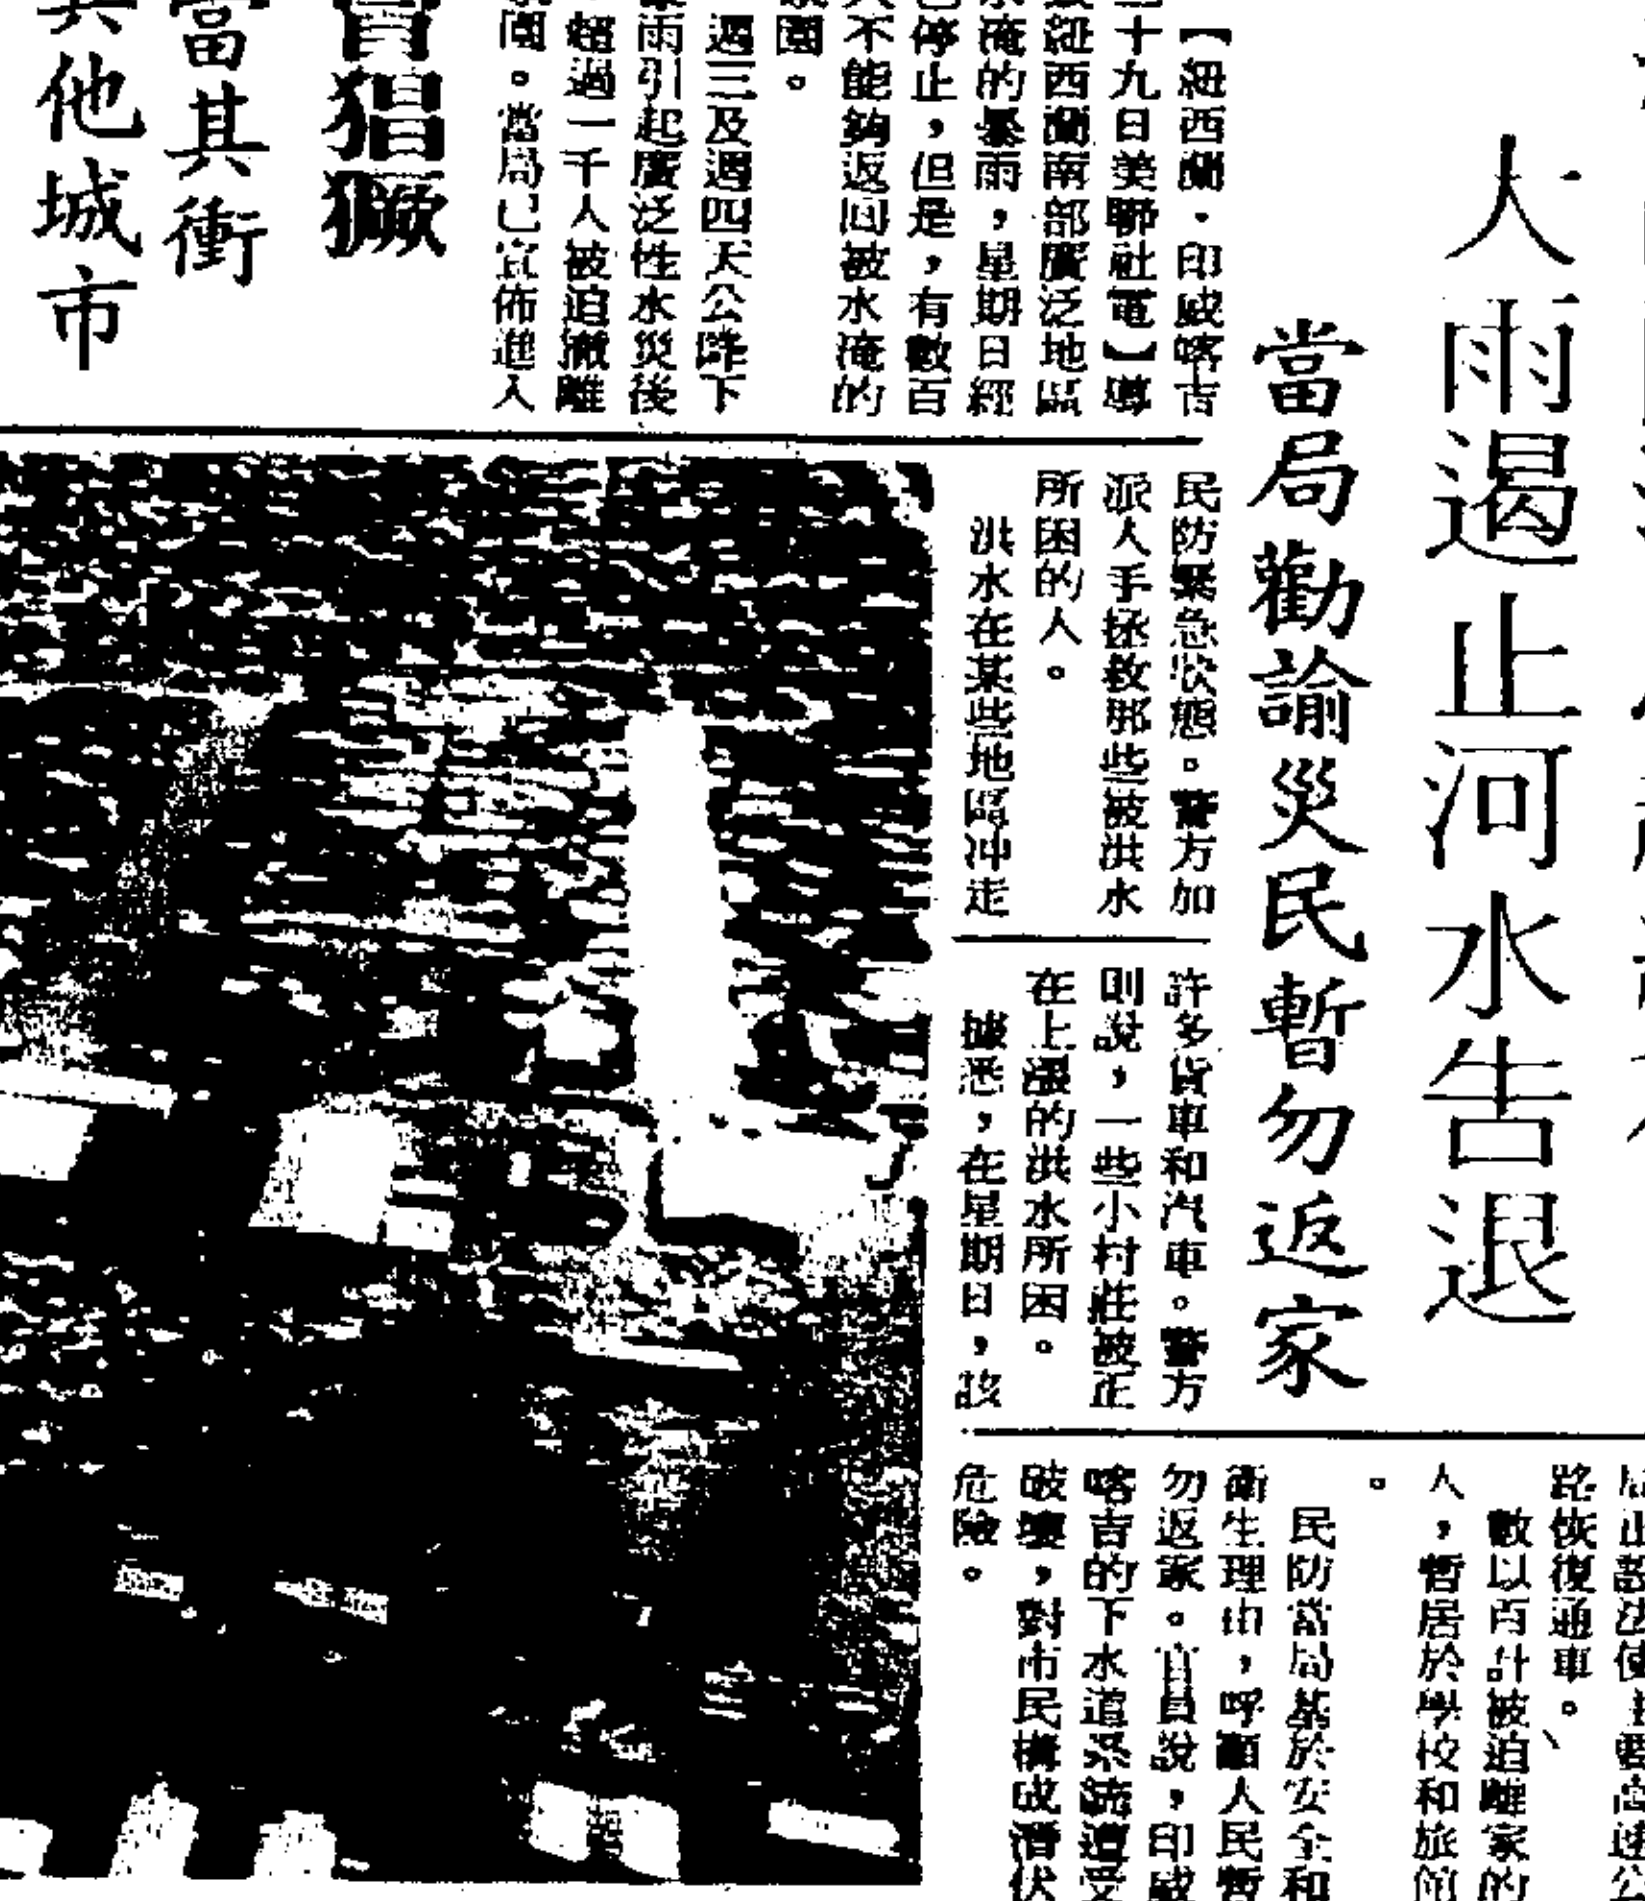 大雨遏止河水告退
當局勸諭災民暫勿返家
【紐西蘭·印威喀吉
二十九日美聯社電】導
致紐西蘭南部廣泛地區
水淹的暴雨,星期日經
已停止,但是,有數百
人不能夠返回被水淹的
家園。
週三及週四天公降下
豪雨引起廣泛性水災後
,超過一千人被迫撤離
家園。當局已宣佈進入
民防緊急狀態。警方加
派人手拯救那些被洪水
所困的人。
洪水在某些地區冲走
許多貨車和汽車。警方
則說,一些小村莊被正
在上漲的洪水所困。
據悉,在星期日,該
路恢復通車。
數以百計被迫離家的
人,暫居於學校和旅館
。
民防當局基於安全和
衛生理由,呼籲人民暫
勿返家。官員說,印威
喀吉的下水道系統遭受
破壞,對市民構成潛伏
危險。
猖獗
當其衝
其他城市